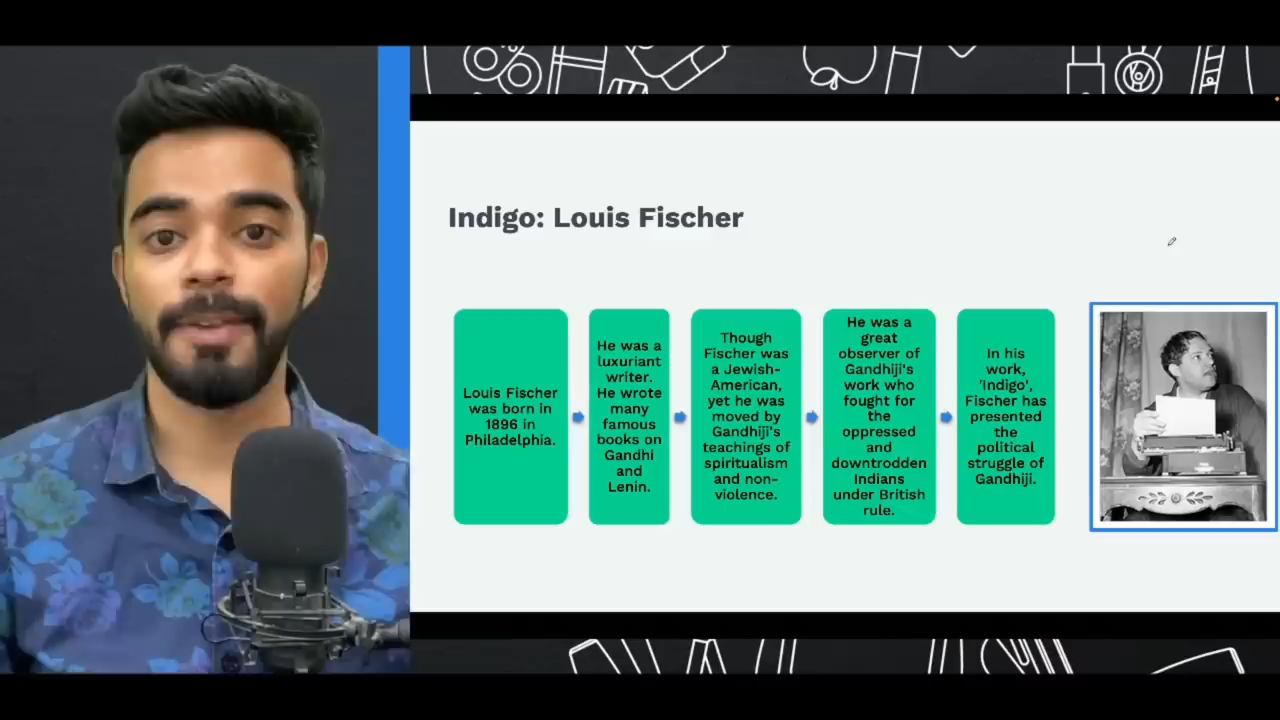 Indigo: Louis Fischer
Louis Fischer
was born in
1896 in
Philadelphia.
He was a
luxuriant
writer.
He wrote
many
famous
books on
Gandhi
and
Lenin.
Though
Fischer was
a Jewish-
American,
yet he was
moved by
Gandhiji's
teachings of
spiritualism
and non-
violence.
He was a
great
observer of
Gandhiji's
work who
fought for
the
oppressed
and
downtrodden
Indians
under British
rule.
In his
work,
'Indigo',
Fischer has
presented
the
political
struggle of
Gandhiji.